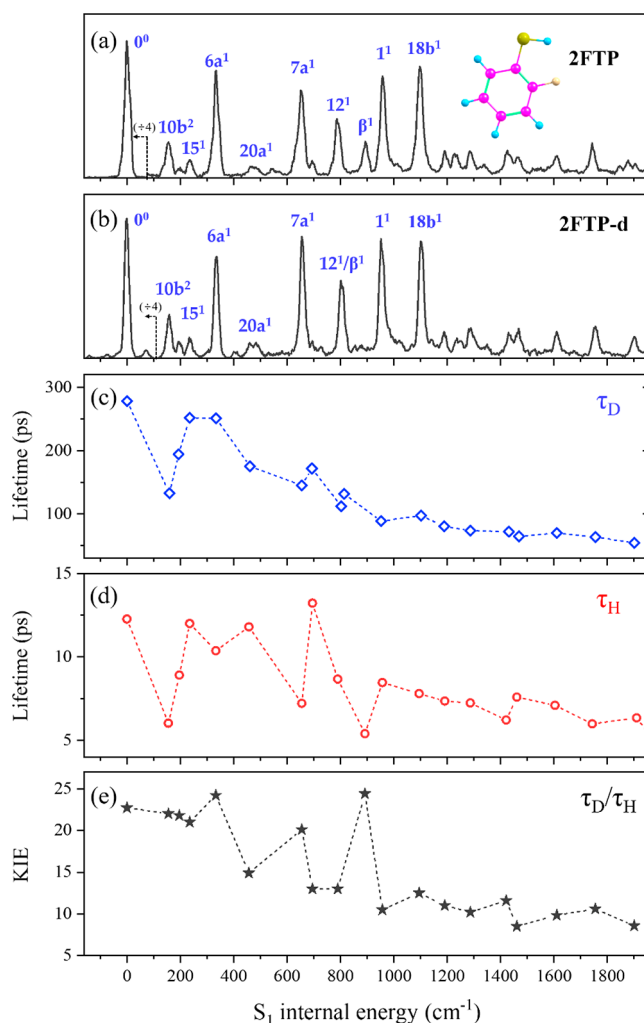 (a)
0⁰
6a¹
1¹
18b¹
2FTP
7a¹
12¹
β¹
(÷4)
10b²
15¹
20a¹
(b)
0⁰
6a¹
7a¹
1¹
18b¹
2FTP-d
12¹/β¹
10b²
(÷4)
15¹
20a¹
(c)
τD
300
200
100
Lifetime (ps)
(d)
τH
15
10
5
Lifetime (ps)
(e)
τD/τH
25
20
15
10
5
KIE
0 200 400 600 800 1000 1200 1400 1600 1800
S₁ internal energy (cm⁻¹)